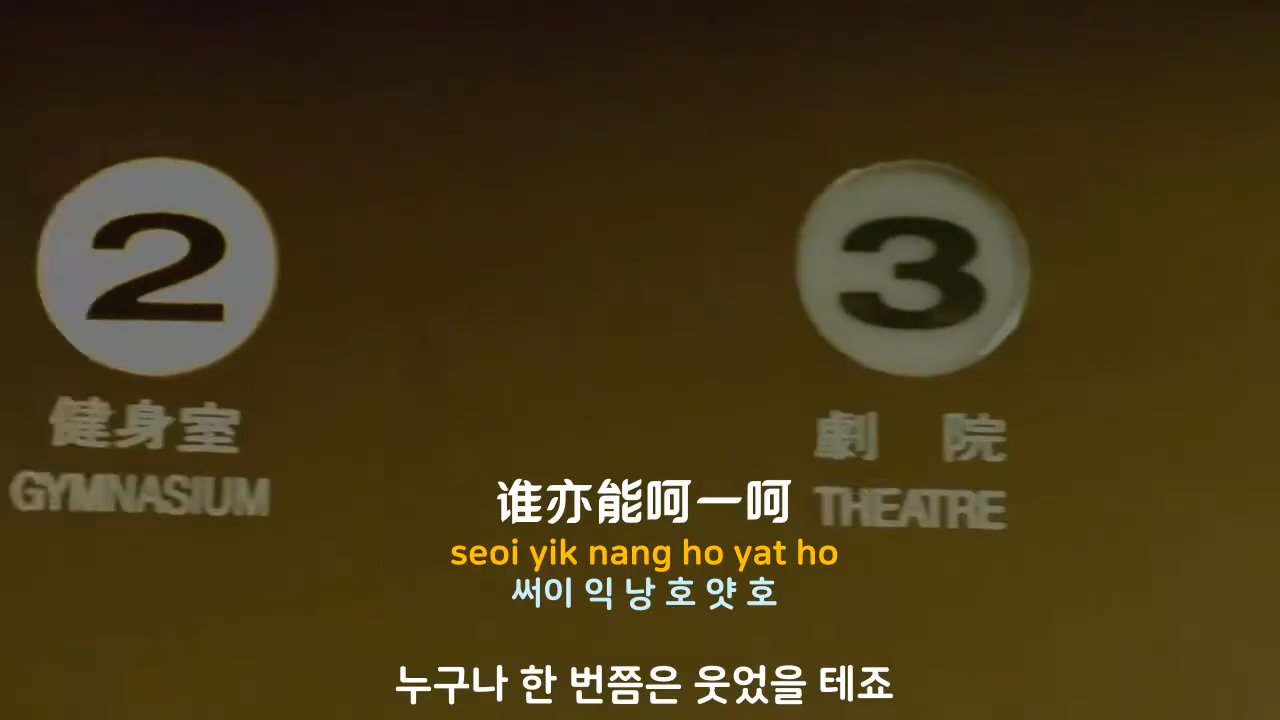 2
健身室
GYMNASIUM
3
劇 院
THEATRE
谁亦能呵一呵
seoi yik nang ho yat ho
써이 익 낭 호 얏 호
누구나 한 번쯤은 웃었을 테죠